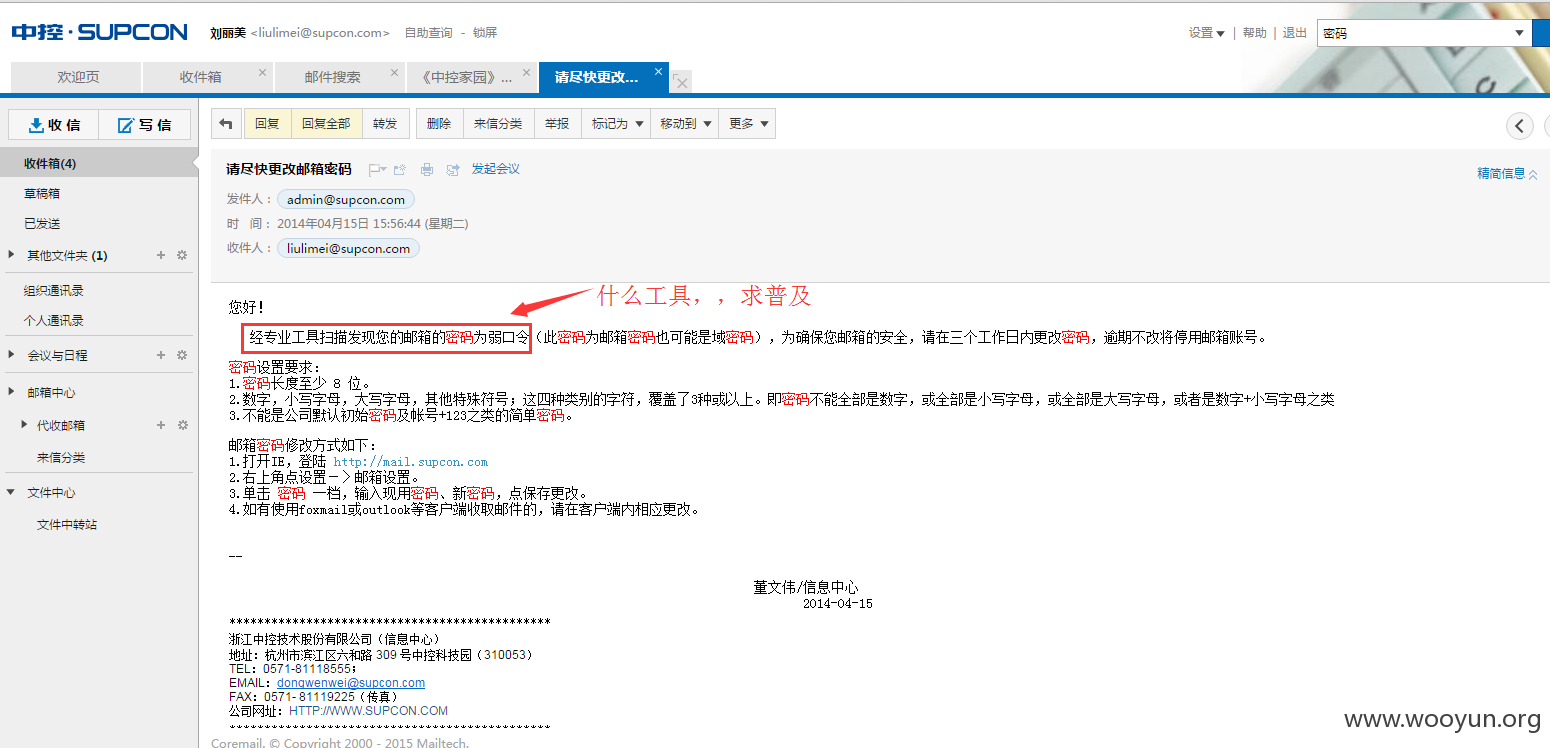 中控·SUPCON 刘丽美 <liulimei@supcon.com> 自助查询 - 锁屏 设置 | 帮助 | 退出 密码
欢迎页 收件箱 邮件搜索 《中控家园》... 请尽快更改...
收信 写信 回复 回复全部 转发 删除 来信分类 举报 标记为 移动到 更多
收件箱(4)
草稿箱
已发送
其他文件夹 (1)
组织通讯录
个人通讯录
会议与日程
邮箱中心
代收邮箱
来信分类
文件中心
文件中转站
请尽快更改邮箱密码 发起会议 精简信息
发件人： admin@supcon.com
时 间： 2014年04月15日 15:56:44 (星期二)
收件人： liulimei@supcon.com
什么工具，，求普及
您好！
经专业工具扫描发现您的邮箱的密码为弱口令（此密码为邮箱密码也可能是域密码），为确保您邮箱的安全，请在三个工作日内更改密码，逾期不改将停用邮箱账号。
密码设置要求：
1.密码长度至少 8 位。
2.数字，小写字母，大写字母，其他特殊符号；这四种类别的字符，覆盖了3种或以上。即密码不能全部是数字，或全部是小写字母，或全部是大写字母，或者是数字+小写字母之类
3.不能是公司默认初始密码及帐号+123之类的简单密码。
邮箱密码修改方式如下：
1.打开IE，登陆 http://mail.supcon.com
2.右上角点设置－＞邮箱设置。
3.单击 密码 一档，输入现用密码、新密码，点保存更改。
4.如有使用foxmail或outlook等客户端收取邮件的，请在客户端内相应更改。
--
董文伟/信息中心
2014-04-15
**********************************************
浙江中控技术股份有限公司（信息中心）
地址：杭州市滨江区六和路 309 号中控科技园（310053）
TEL：0571-81118555；
EMAIL：dongwenwei@supcon.com
FAX：0571- 81119225（传真）
公司网址：HTTP://WWW.SUPCON.COM
**********************************************
Coremail. © Copyright 2000 - 2015 Mailtech.
www.wooyun.org